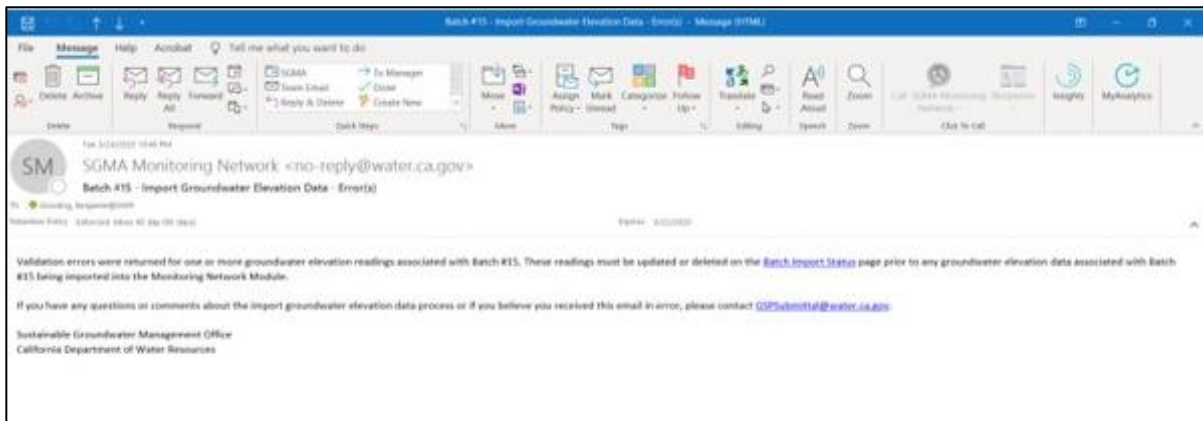 Batch #15 - Import Groundwater Elevation Data - Error(s) - Message (HTML)
File Message Help Acrobat Tell me what you want to do
SGMA To Manager
Team Email Done
Reply & Delete Create New
Delete Archive Reply Reply All Forward Move Assign Policy Mark Unread Categorize Follow Up Translate Read Aloud Zoom Insights MyAnalytics
Delete Respond Quick Steps Move Tags Editing Speech Zoom Click To Call
SM
SGMA Monitoring Network <no-reply@water.ca.gov>
Batch #15 - Import Groundwater Elevation Data - Error(s)
To
Validation errors were returned for one or more groundwater elevation readings associated with Batch #15. These readings must be updated or deleted on the Batch Import Status page prior to any groundwater elevation data associated with Batch
#15 being imported into the Monitoring Network Module.
If you have any questions or comments about the import groundwater elevation data process or if you believe you received this email in error, please contact GSPSubmittal@water.ca.gov.
Sustainable Groundwater Management Office
California Department of Water Resources